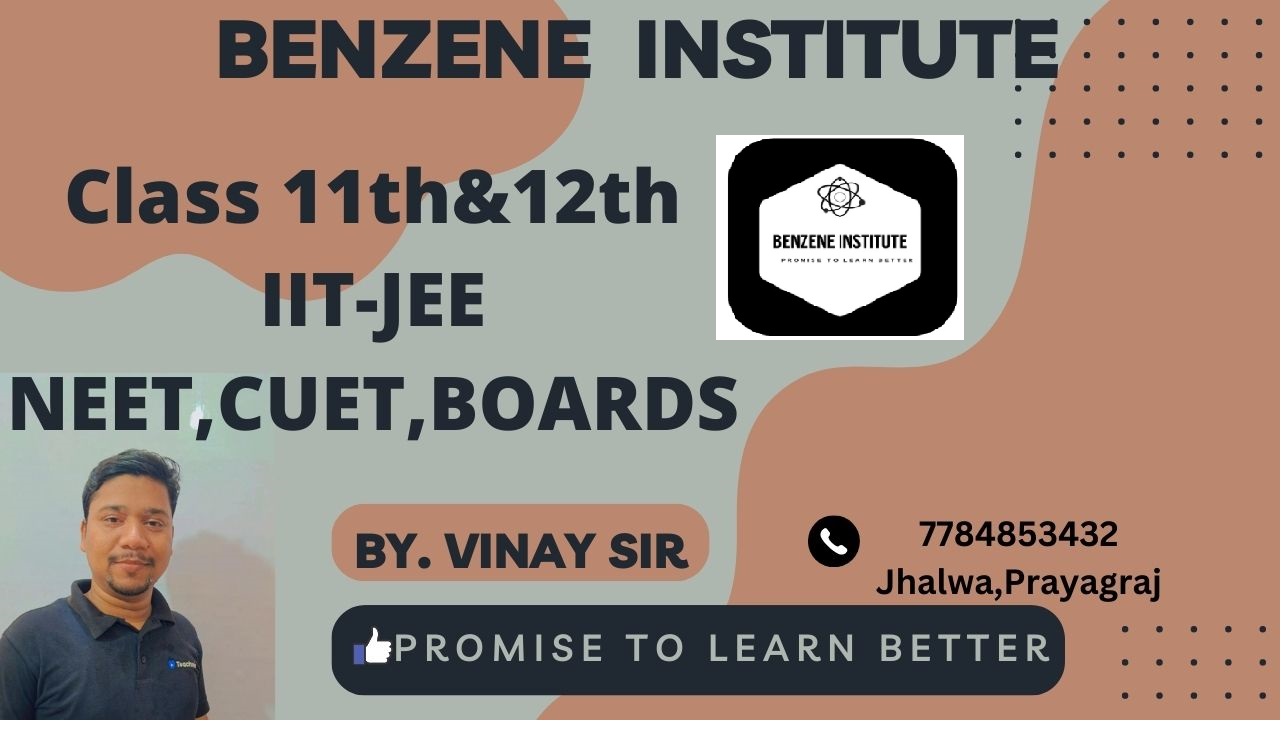 BENZENE INSTITUTE
Class 11th&12th
IIT-JEE
NEET,CUET,BOARDS
BENZENE INSTITUTE
PROMISE TO LEARN BETTER
BY. VINAY SIR
7784853432
Jhalwa,Prayagraj
PROMISE TO LEARN BETTER